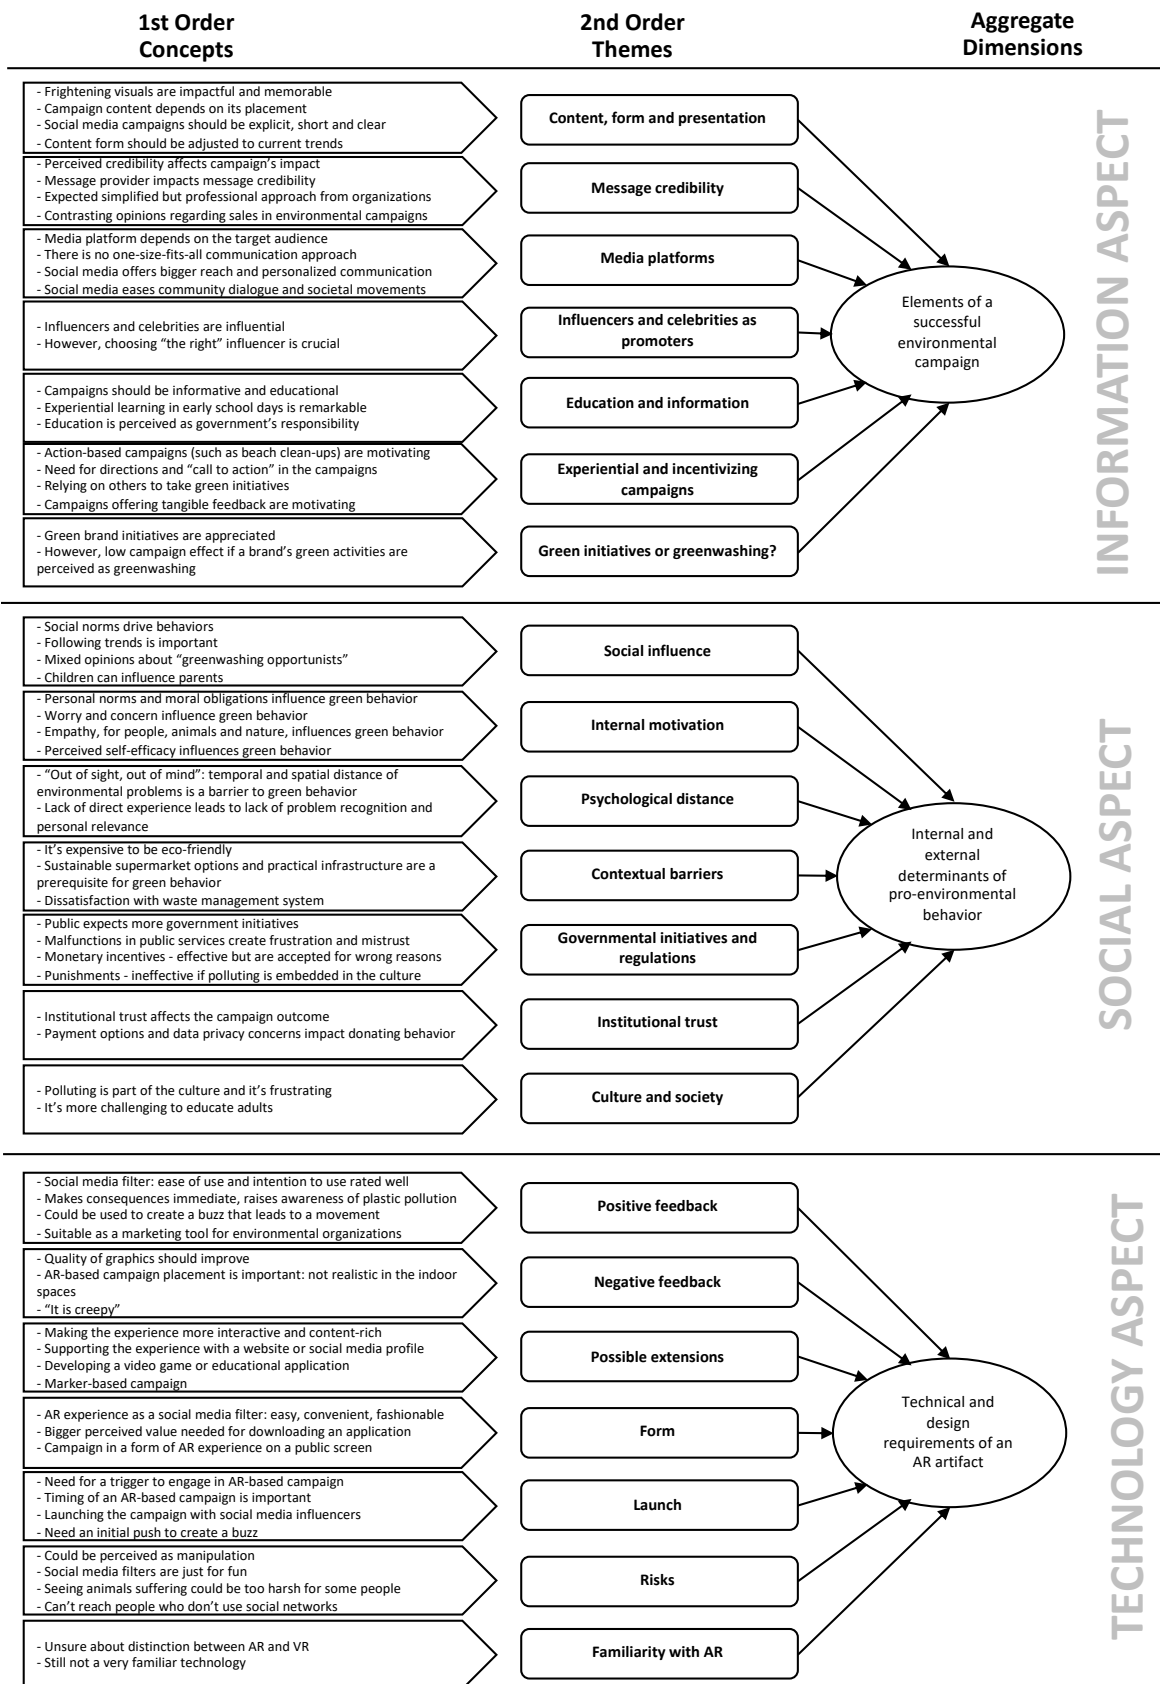 1st Order
Concepts
2nd Order
Themes
Aggregate
Dimensions
- Frightening visuals are impactful and memorable
- Campaign content depends on its placement
- Social media campaigns should be explicit, short and clear
- Content form should be adjusted to current trends
Content, form and presentation
- Perceived credibility affects campaign's impact
- Message provider impacts message credibility
- Expected simplified but professional approach from organizations
- Contrasting opinions regarding sales in environmental campaigns
Message credibility
- Media platform depends on the target audience
- There is no one-size-fits-all communication approach
- Social media offers bigger reach and personalized communication
- Social media eases community dialogue and societal movements
Media platforms
- Influencers and celebrities are influential
- However, choosing "the right" influencer is crucial
Influencers and celebrities as
promoters
- Campaigns should be informative and educational
- Experiential learning in early school days is remarkable
- Education is perceived as government's responsibility
Education and information
- Action-based campaigns (such as beach clean-ups) are motivating
- Need for directions and "call to action" in the campaigns
- Relying on others to take green initiatives
- Campaigns offering tangible feedback are motivating
Experiential and incentivizing
campaigns
- Green brand initiatives are appreciated
- However, low campaign effect if a brand's green activities are
perceived as greenwashing
Green initiatives or greenwashing?
Elements of a
successful
environmental
campaign
INFORMATION ASPECT
- Social norms drive behaviors
- Following trends is important
- Mixed opinions about "greenwashing opportunists"
- Children can influence parents
Social influence
- Personal norms and moral obligations influence green behavior
- Worry and concern influence green behavior
- Empathy, for people, animals and nature, influences green behavior
- Perceived self-efficacy influences green behavior
Internal motivation
- "Out of sight, out of mind": temporal and spatial distance of
environmental problems is a barrier to green behavior
- Lack of direct experience leads to lack of problem recognition and
personal relevance
Psychological distance
- It's expensive to be eco-friendly
- Sustainable supermarket options and practical infrastructure are a
prerequisite for green behavior
- Dissatisfaction with waste management system
Contextual barriers
- Public expects more government initiatives
- Malfunctions in public services create frustration and mistrust
- Monetary incentives - effective but are accepted for wrong reasons
- Punishments - ineffective if polluting is embedded in the culture
Governmental initiatives and
regulations
- Institutional trust affects the campaign outcome
- Payment options and data privacy concerns impact donating behavior
Institutional trust
- Polluting is part of the culture and it's frustrating
- It's more challenging to educate adults
Culture and society
Internal and
external
determinants of
pro-environmental
behavior
SOCIAL ASPECT
- Social media filter: ease of use and intention to use rated well
- Makes consequences immediate, raises awareness of plastic pollution
- Could be used to create a buzz that leads to a movement
- Suitable as a marketing tool for environmental organizations
Positive feedback
- Quality of graphics should improve
- AR-based campaign placement is important: not realistic in the indoor
spaces
- "It is creepy"
Negative feedback
- Making the experience more interactive and content-rich
- Supporting the experience with a website or social media profile
- Developing a video game or educational application
- Marker-based campaign
Possible extensions
- AR experience as a social media filter: easy, convenient, fashionable
- Bigger perceived value needed for downloading an application
- Campaign in a form of AR experience on a public screen
Form
- Need for a trigger to engage in AR-based campaign
- Timing of an AR-based campaign is important
- Launching the campaign with social media influencers
- Need an initial push to create a buzz
Launch
- Could be perceived as manipulation
- Social media filters are just for fun
- Seeing animals suffering could be too harsh for some people
- Can't reach people who don't use social networks
Risks
- Unsure about distinction between AR and VR
- Still not a very familiar technology
Familiarity with AR
Technical and
design
requirements of an
AR artifact
TECHNOLOGY ASPECT